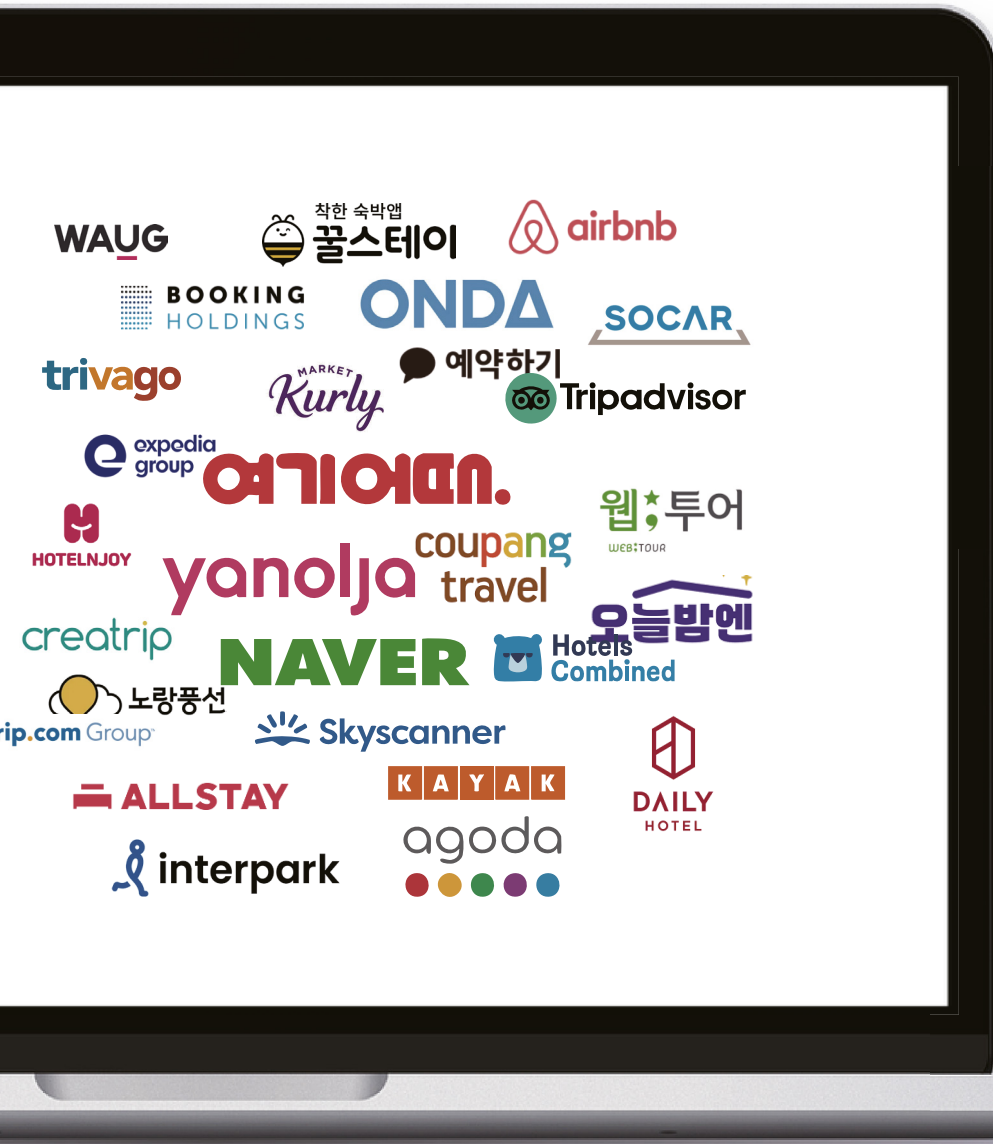 WAUG
착한 숙박앱
꿀스테이
airbnb
BOOKING
HOLDINGS
ONDA
SOCAR
trivago
MARKET
Kurly
예약하기
Tripadvisor
expedia
group
여기어때.
웹;투어
WEB:TOUR
HOTELNJOY
yanolja
coupang
travel
오늘밤엔
creatrip
NAVER
Hotels
Combined
노랑풍선
rip.com Group
Skyscanner
ALLSTAY
KAYAK
DAILY
HOTEL
agoda
interpark